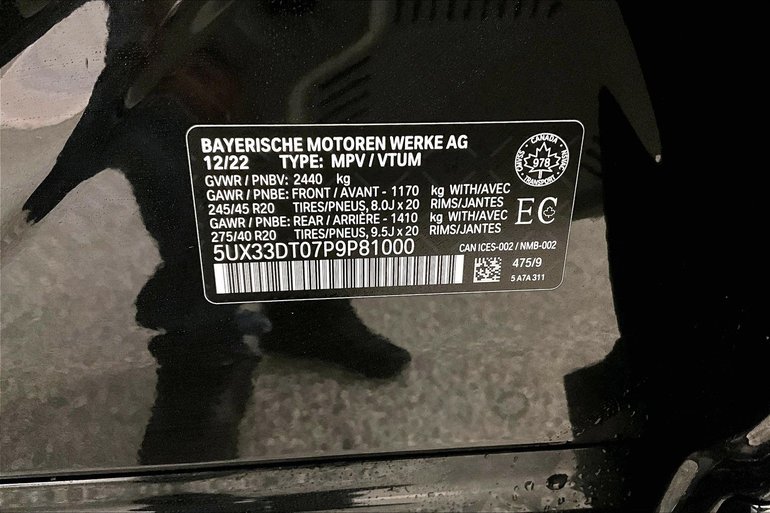 BAYERISCHE MOTOREN WERKE AG
12/22 TYPE: MPV / VTUM
GVWR / PNBV: 2440 kg
GAWR / PNBE: FRONT / AVANT - 1170 kg WITH/AVEC
245/45 R20 TIRES/PNEUS, 8.0J x 20 RIMS/JANTES
GAWR / PNBE: REAR / ARRIÈRE - 1410 kg WITH/AVEC
275/40 R20 TIRES/PNEUS, 9.5J x 20 RIMS/JANTES
5UX33DT07P9P81000
CANADA
978
TRANSPORT
EC
CAN ICES-002 / NMB-002
475/9
5 A7A 311